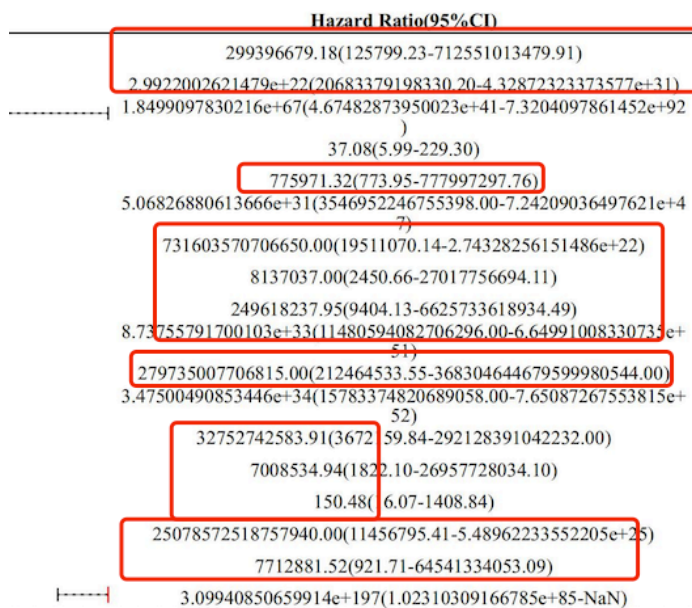 Hazard Ratio(95%CI)
299396679.18(125799.23-712551013479.91)
2.9922002621479e+22(20683379198330.20-4.32872323373577e+31)
1.8499097830216e+67(4.67482873950023e+41-7.3204097861452e+92
)
37.08(5.99-229.30)
775971.32(773.95-777997297.76)
5.06826880613666e+31(3546952246755398.00-7.24209036497621e+4
7)
731603570706650.00(19511070.14-2.74328256151486e+22)
8137037.00(2450.66-27017756694.11)
249618237.95(9404.13-6625733618934.49)
8.73755791700103e+33(11480594082706296.00-6.64991008330735e+
51)
279735007706815.00(212464533.55-368304644679599980544.00)
3.47500490853446e+34(15783374820689058.00-7.65087267553815e+
52)
32752742583.91(3672 59.84-292128391042232.00)
7008534.94(1822.10-26957728034.10)
150.48( 6.07-1408.84)
25078572518757940.00(11456795.41-5.48962233552205e+25)
7712881.52(921.71-64541334053.09)
3.09940850659914e+197(1.02310309166785e+85-NaN)